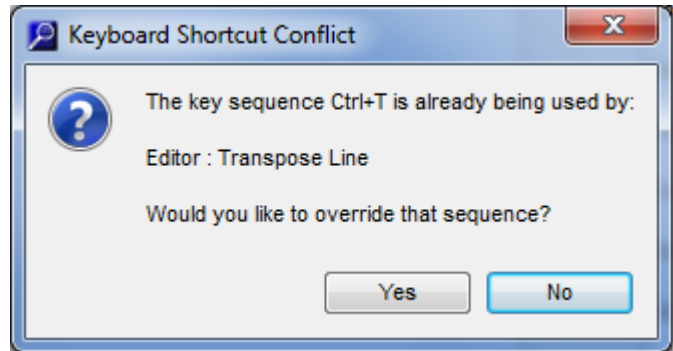 Keyboard Shortcut Conflict
The key sequence Ctrl+T is already being used by:
Editor : Transpose Line
Would you like to override that sequence?
Yes No